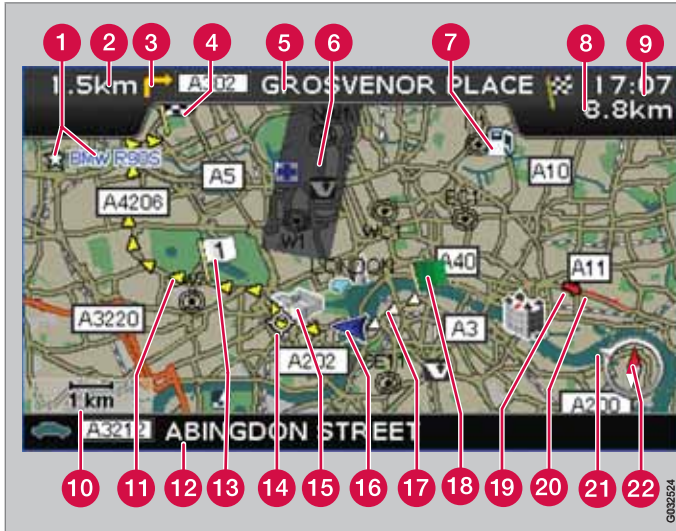 1 2 3 4 5 6 7 8 9
1.5km A302 GROSVENOR PLACE 17:07
8.8km
BMW R90S
A5
A10
A4206
EC1
W1
WC1
1
LONDON
A40
A11
A3220
A3
A202
SE11
1 km
A200
A3212 ABINGDON STREET
10 11 12 13 14 15 16 17 18 19 20 21 22
G032524